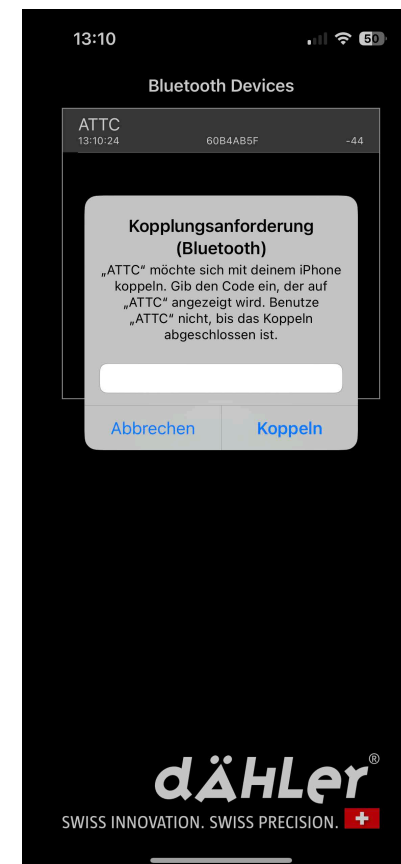 13:10
50
Bluetooth Devices
ATTC
13:10:24 60B4AB5F -44
Kopplungsanforderung
(Bluetooth)
„ATTC“ möchte sich mit deinem iPhone
koppeln. Gib den Code ein, der auf
„ATTC“ angezeigt wird. Benutze
„ATTC“ nicht, bis das Koppeln
abgeschlossen ist.
Abbrechen Koppeln
dÄHLer®
SWISS INNOVATION. SWISS PRECISION.